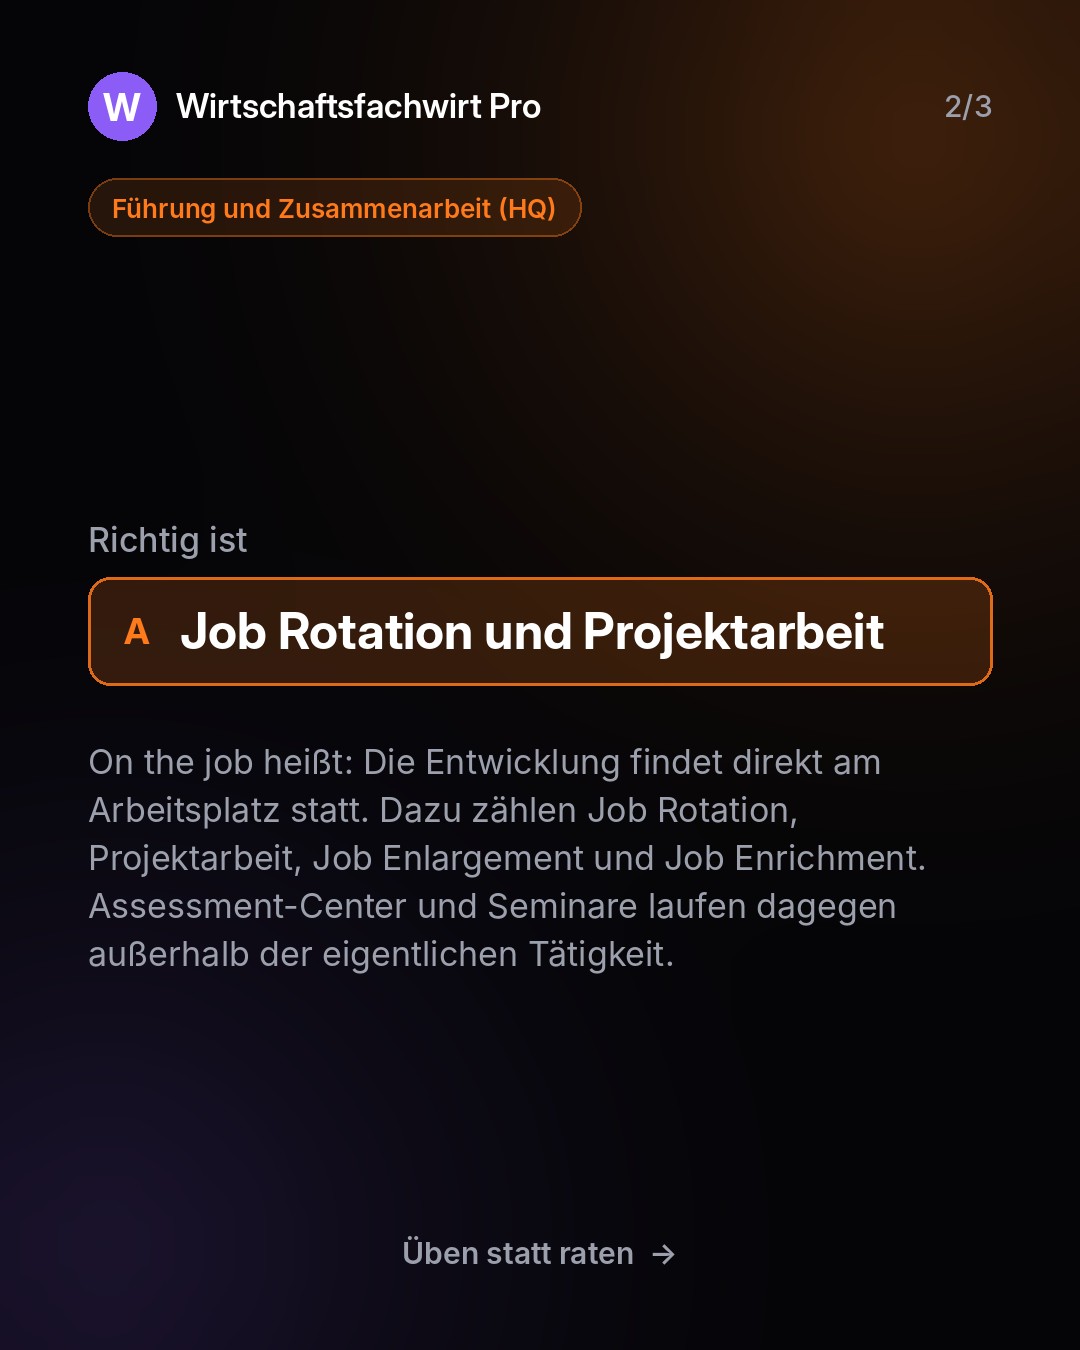 W Wirtschaftsfachwirt Pro 2/3
Führung und Zusammenarbeit (HQ)
Richtig ist
A Job Rotation und Projektarbeit
On the job heißt: Die Entwicklung findet direkt am
Arbeitsplatz statt. Dazu zählen Job Rotation,
Projektarbeit, Job Enlargement und Job Enrichment.
Assessment-Center und Seminare laufen dagegen
außerhalb der eigentlichen Tätigkeit.
Üben statt raten →